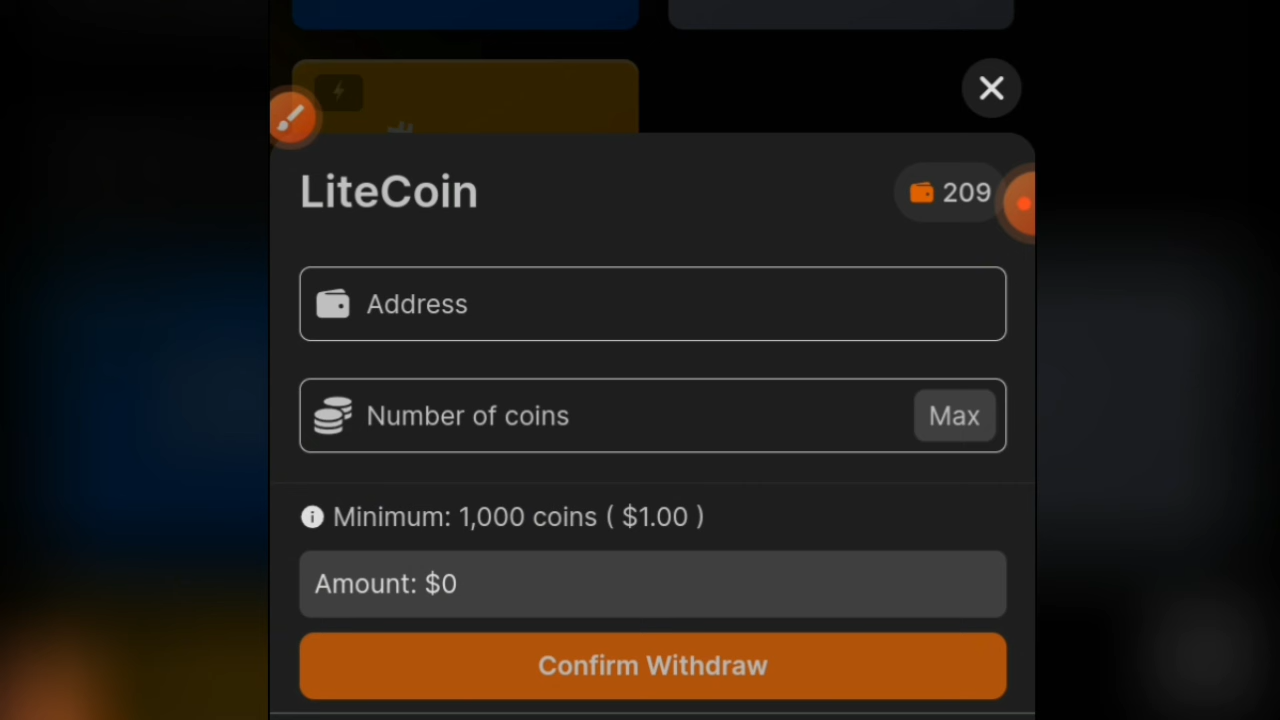 LiteCoin
209
Address
Number of coins
Max
Minimum: 1,000 coins ( $1.00 )
Amount: $0
Confirm Withdraw